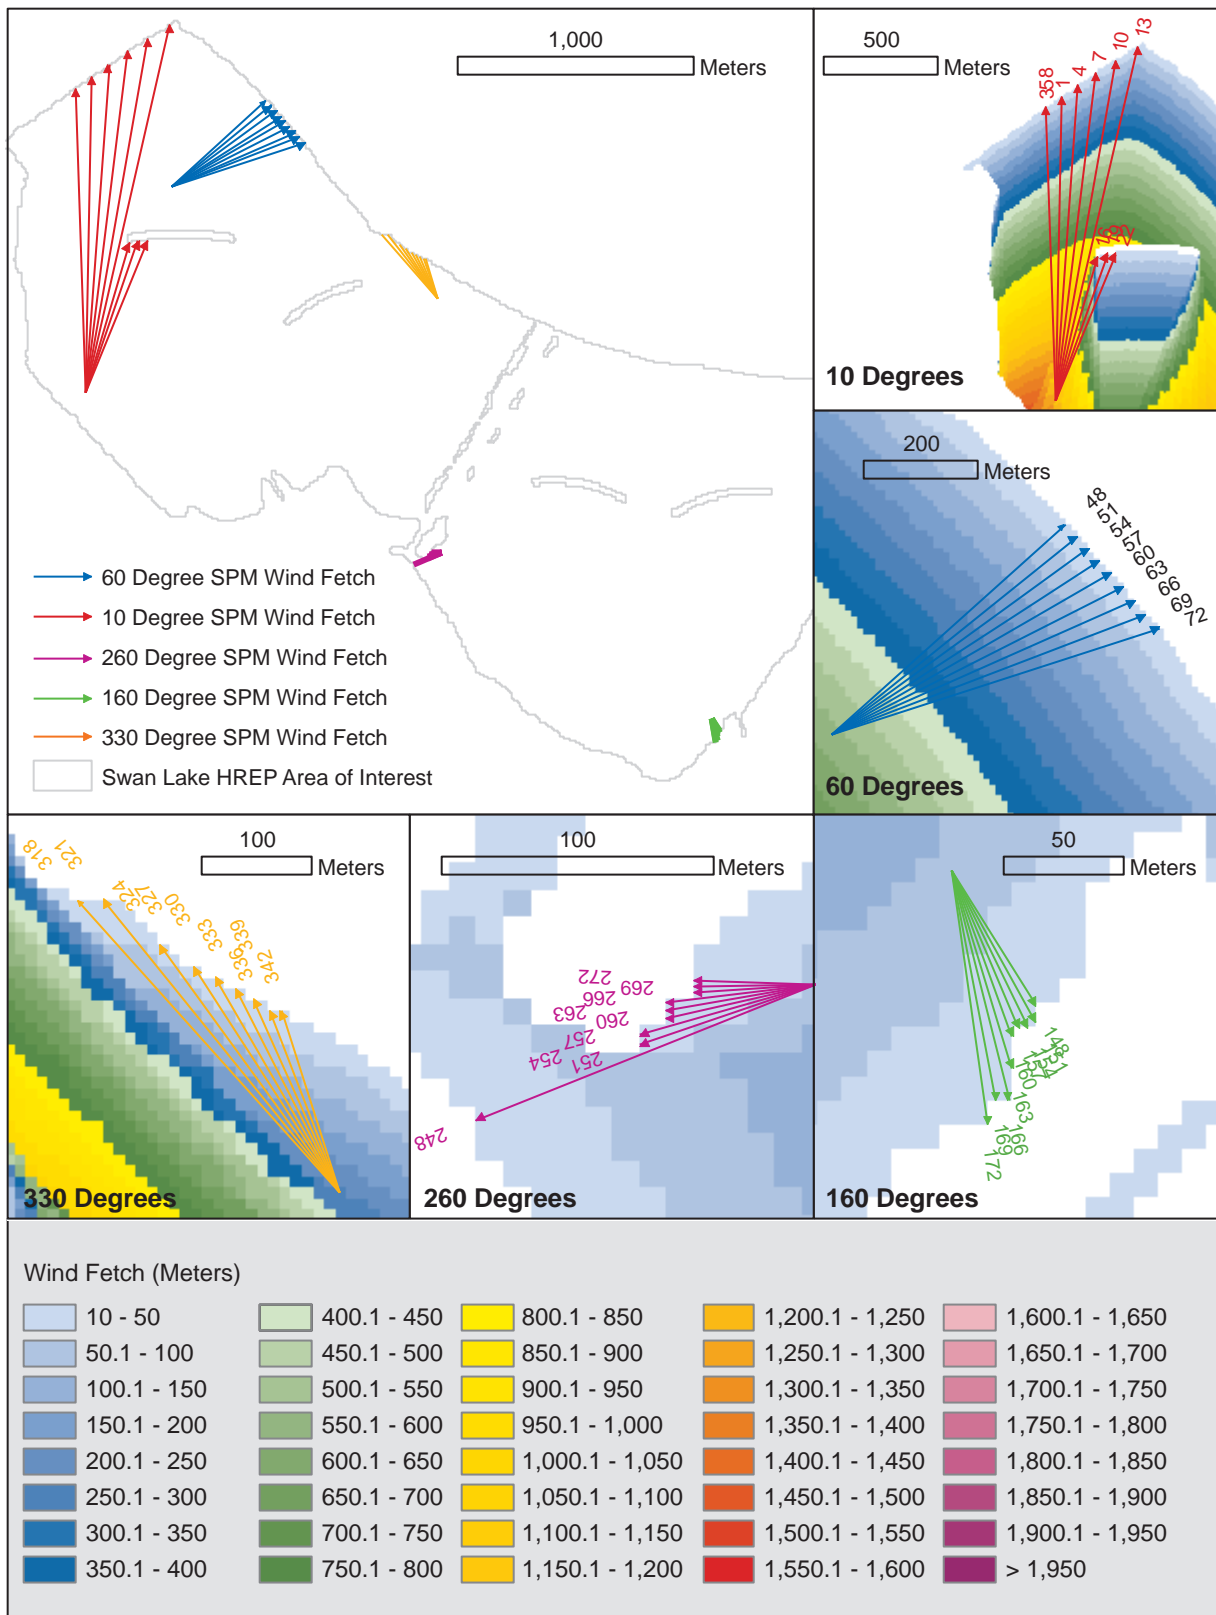 1,000
Meters
60 Degree SPM Wind Fetch
10 Degree SPM Wind Fetch
260 Degree SPM Wind Fetch
160 Degree SPM Wind Fetch
330 Degree SPM Wind Fetch
Swan Lake HREP Area of Interest
500
Meters
358
1
4
7
10
13
16
19
22
10 Degrees
200
Meters
48
51
54
57
60
63
66
69
72
60 Degrees
100
Meters
318
321
324
327
330
333
336
339
342
330 Degrees
100
Meters
272
269
266
263
260
257
254
251
248
260 Degrees
50
Meters
148
151
154
157
160
163
166
169
172
160 Degrees
Wind Fetch (Meters)
10 - 50
50.1 - 100
100.1 - 150
150.1 - 200
200.1 - 250
250.1 - 300
300.1 - 350
350.1 - 400
400.1 - 450
450.1 - 500
500.1 - 550
550.1 - 600
600.1 - 650
650.1 - 700
700.1 - 750
750.1 - 800
800.1 - 850
850.1 - 900
900.1 - 950
950.1 - 1,000
1,000.1 - 1,050
1,050.1 - 1,100
1,100.1 - 1,150
1,150.1 - 1,200
1,200.1 - 1,250
1,250.1 - 1,300
1,300.1 - 1,350
1,350.1 - 1,400
1,400.1 - 1,450
1,450.1 - 1,500
1,500.1 - 1,550
1,550.1 - 1,600
1,600.1 - 1,650
1,650.1 - 1,700
1,700.1 - 1,750
1,750.1 - 1,800
1,800.1 - 1,850
1,850.1 - 1,900
1,900.1 - 1,950
> 1,950